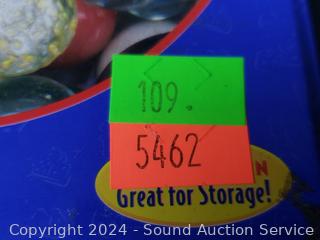 109.
5462
N
Great for Storage!
Copyright 2024 - Sound Auction Service